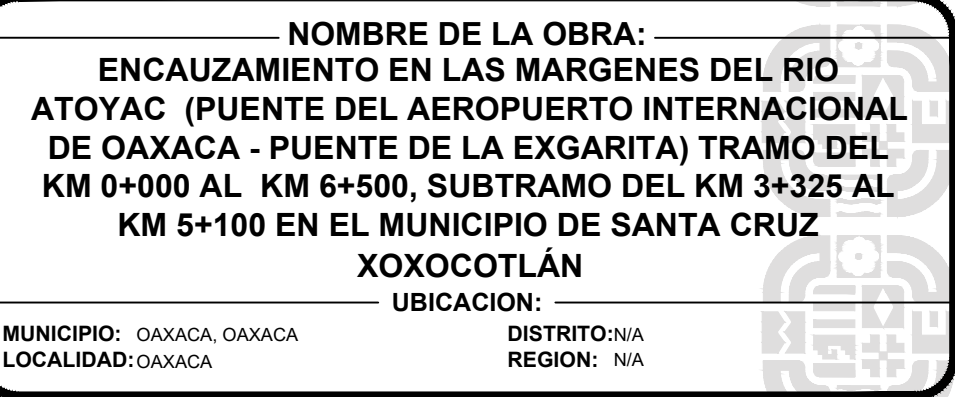 NOMBRE DE LA OBRA:
ENCAUZAMIENTO EN LAS MARGENES DEL RIO
ATOYAC (PUENTE DEL AEROPUERTO INTERNACIONAL
DE OAXACA - PUENTE DE LA EXGARITA) TRAMO DEL
KM 0+000 AL KM 6+500, SUBTRAMO DEL KM 3+325 AL
KM 5+100 EN EL MUNICIPIO DE SANTA CRUZ
XOXOCOTLÁN
UBICACION:
MUNICIPIO: OAXACA, OAXACA DISTRITO:N/A
LOCALIDAD:OAXACA REGION: N/A